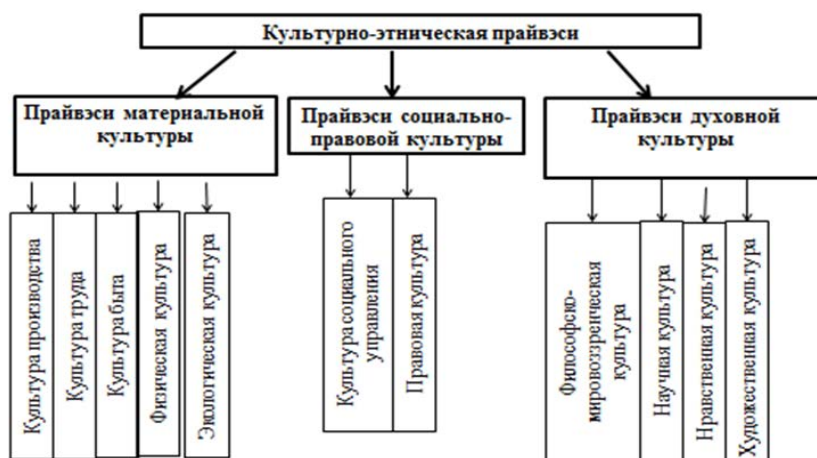 Культурно-этническая прайвэси
Прайвэси материальной
культуры
Прайвэси социально-
правовой культуры
Прайвэси духовной
культуры
Культура производства
Культура труда
Культура быта
Физическая культура
Экологическая культура
Культура социального
управления
Правовая культура
Философско-
мировоззренческая
культура
Научная культура
Нравственная культура
Художественная культура